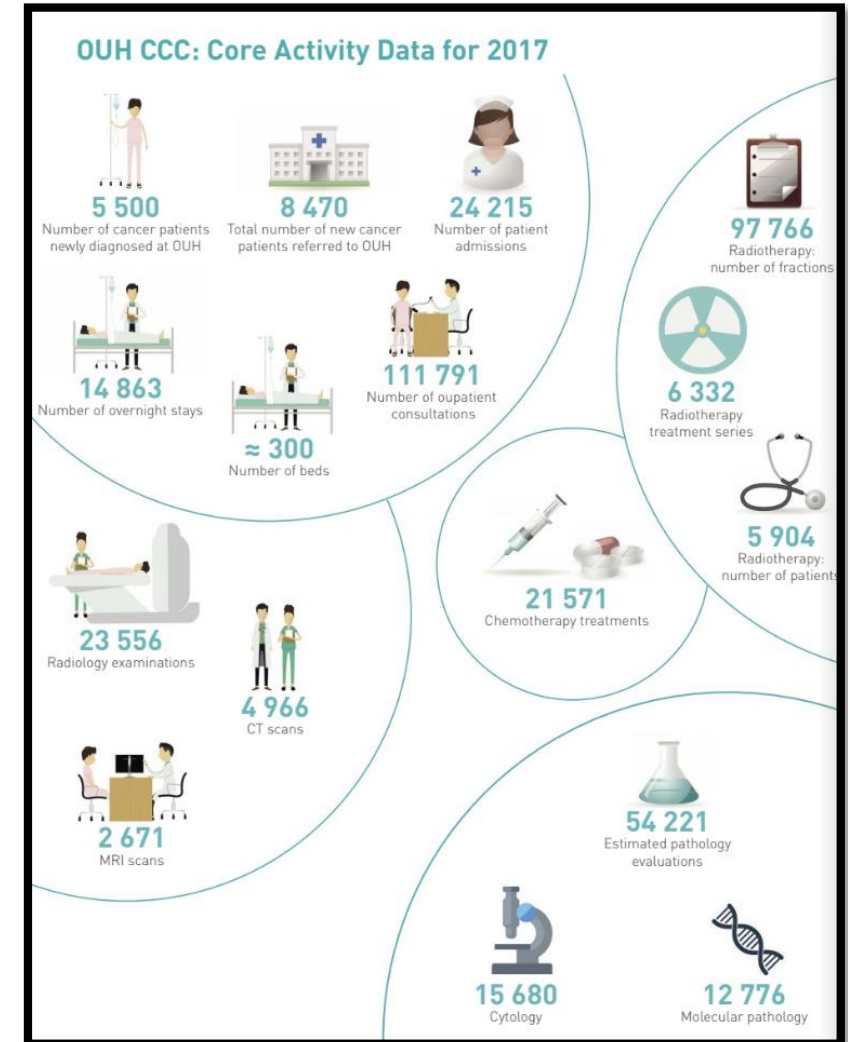 OUH CCC: Core Activity Data for 2017
5 500
Number of cancer patients
newly diagnosed at OUH
8 470
Total number of new cancer
patients referred to OUH
24 215
Number of patient
admissions
14 863
Number of overnight stays
≈ 300
Number of beds
111 791
Number of oupatient
consultations
97 766
Radiotherapy:
number of fractions
6 332
Radiotherapy
treatment series
5 904
Radiotherapy:
number of patients
21 571
Chemotherapy treatments
23 556
Radiology examinations
4 966
CT scans
2 671
MRI scans
54 221
Estimated pathology
evaluations
15 680
Cytology
12 776
Molecular pathology